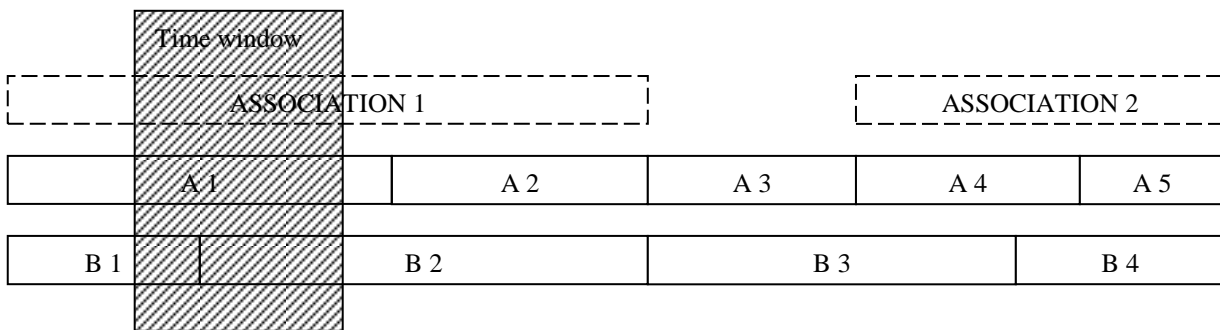 Time window
ASSOCIATION 1 ASSOCIATION 2
A 1 A 2 A 3 A 4 A 5
B 1 B 2 B 3 B 4